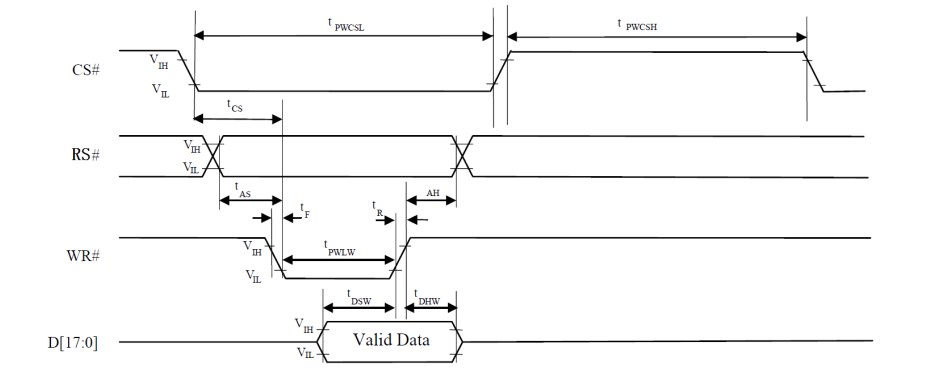 t PWCSL
t PWCSH
CS#
V IH
V IL
t CS
RS#
V IH
V IL
t AS
AH
t F
t R
WR#
V IH
V IL
t PWLW
t DSW
t DHW
D[17:0]
V IH
V IL
Valid Data